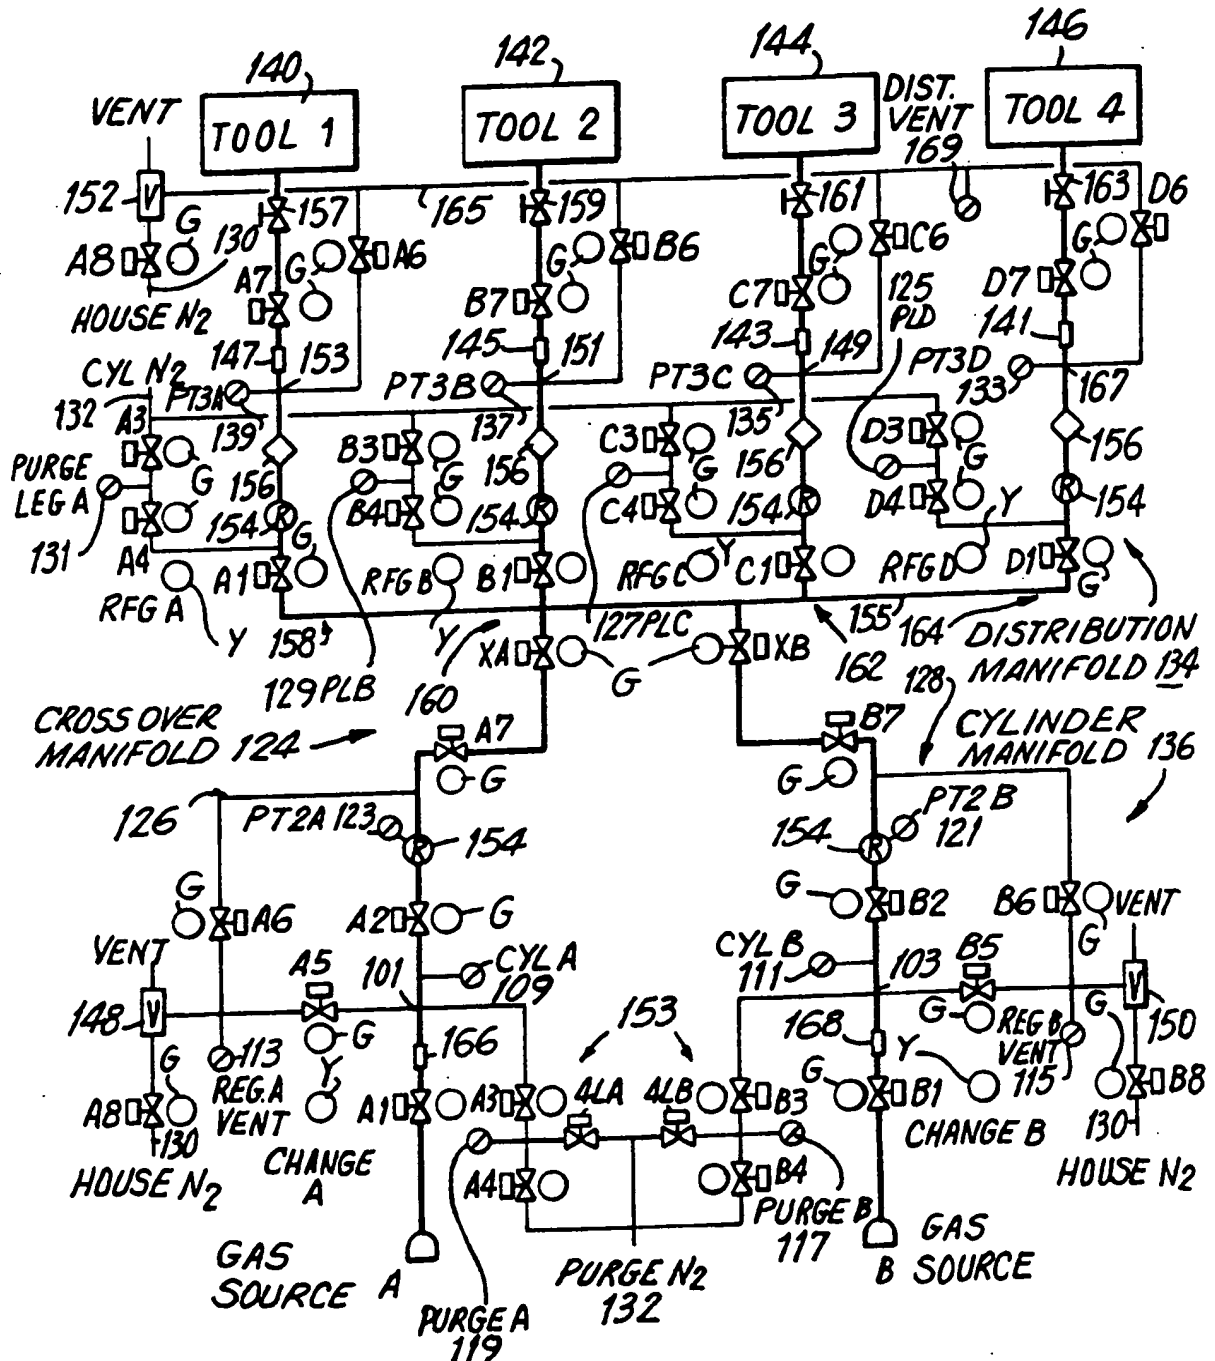 140
142
144
146
VENT
TOOL 1
TOOL 2
TOOL 3
DIST.
VENT
169
TOOL 4
152
V
G
157
165
159
161
163
D6
A8
130
A7
G
A6
G
B6
G
C6
G
HOUSE N2
B7
C7
125
PLD
D7
147
153
145
151
143
149
141
CYL N2
132
PT3A
139
PT3B
137
PT3C
135
PT3D
133
167
A3
G
B3
G
C3
G
D3
G
PURGE
LEG A
131
156
156
156
156
A4
154
R
B4
154
R
C4
154
R
D4
Y
R
154
RFG A
Y
A1
G
RFG B
Y
B1
RFG C
Y
C1
RFG D
D1
G
158
129 PLB
160
XA
127 PLC
G
XB
162
155
164
DISTRIBUTION
MANIFOLD 134
CROSS OVER
MANIFOLD 124
A7
G
B7
G
128
CYLINDER
MANIFOLD 136
126
PT2A 123
R
154
154
R
PT2B
121
G
A6
A2
G
G
B2
B6
G
VENT
VENT
A5
G
101
CYL A
109
CYL B
111
103
B5
G
148
V
113
REG.A
VENT
Y
166
153
168
Y
REG B
VENT
115
G
V
150
G
A8
130
HOUSE N2
CHANGE
A
A1
A3
4LA
4LB
B3
G
B1
CHANGE B
130
B8
HOUSE N2
A4
B4
GAS
SOURCE A
PURGE A
119
PURGE N2
132
PURGE B
117
B
GAS
SOURCE